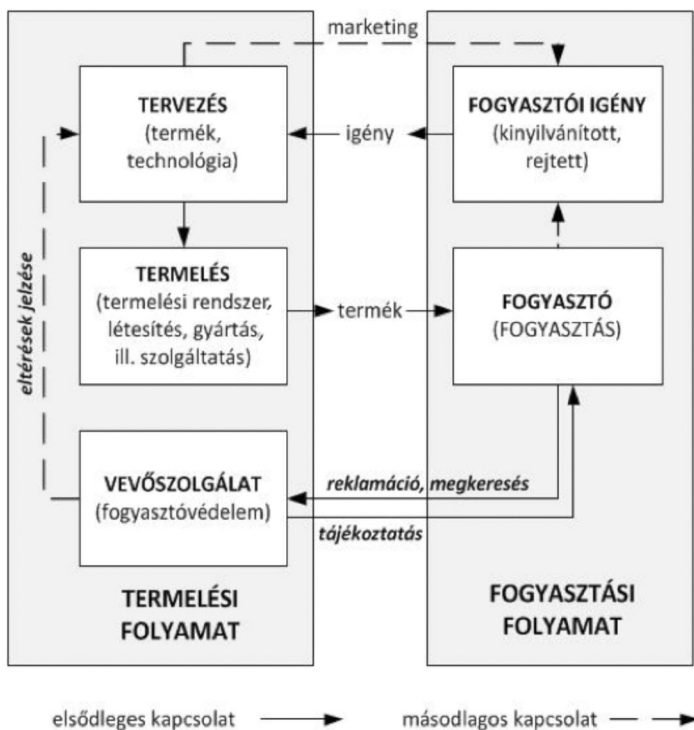 marketing
TERVEZÉS
(termék,
technológia)
igény
FOGYASZTÓI IGÉNY
(kinyilvánított,
rejtett)
eltérések jelzése
TERMELÉS
(termelési rendszer,
létesítés, gyártás,
ill. szolgáltatás)
termék
FOGYASZTÓ
(FOGYASZTÁS)
VEVŐSZOLGÁLAT
(fogyasztóvédelem)
reklamáció, megkeresés
tájékoztatás
TERMELÉSI
FOLYAMAT
FOGYASZTÁSI
FOLYAMAT
elsődleges kapcsolat
másodlagos kapcsolat